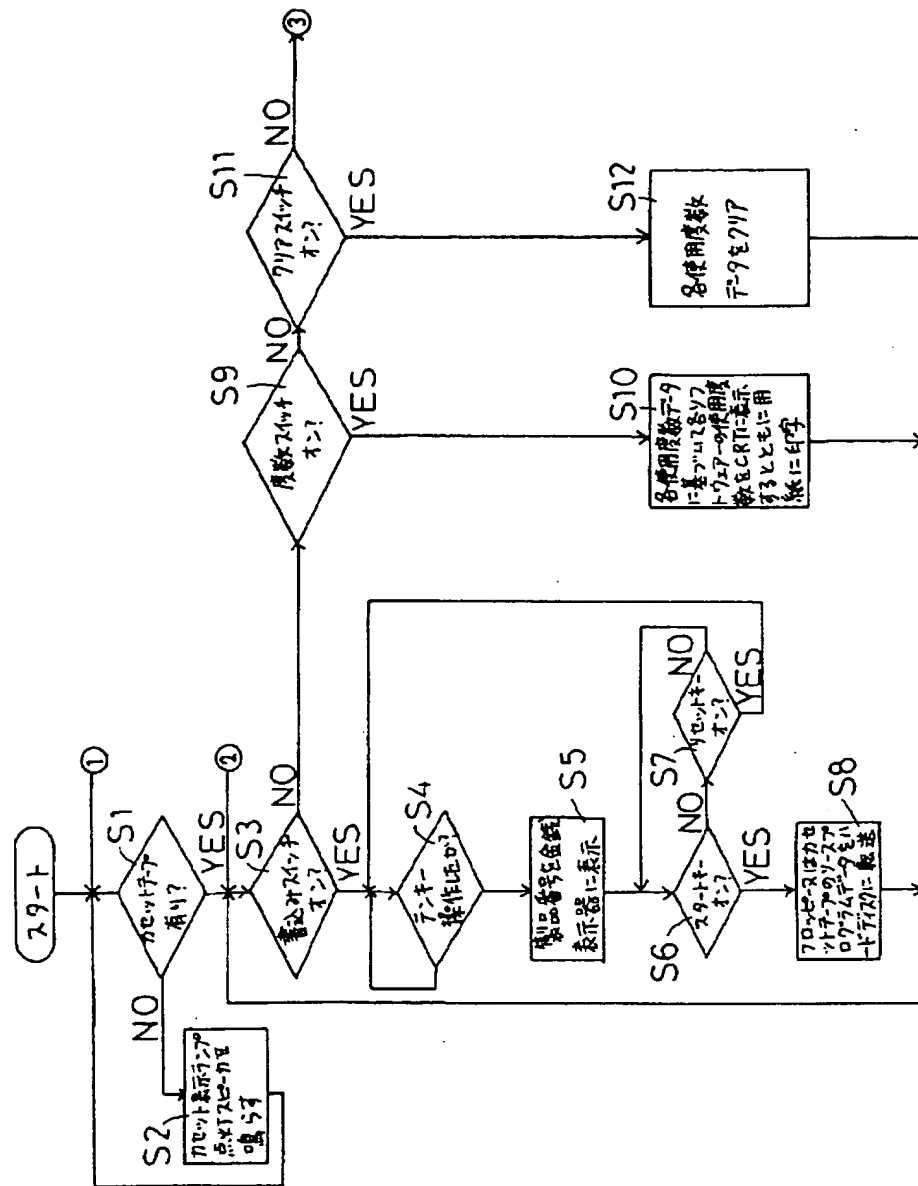 スタート
①
S1
カセットテープ
有り?
NO
YES
S2
カセット表示ランプ
点灯スピーカを
鳴らす
②
S3
書込みスイッチ
オン?
NO
YES
S4
テンキー
操作したか?
S5
製品番号を金額
表示器に表示
S6
スタートキー
オン?
NO
YES
S7
リセットキー
オン?
NO
YES
S8
フロッピー又はカセ
ットテープのソースプ
ログラムデータをハ
ードディスクに転送
S9
度数スイッチ
オン?
NO
YES
S10
各使用度数データ
に基づいて各ソフ
トウェアーの使用度
数をCRTに表示
するとともに用
紙に印字
S11
クリアスイッチ
オン?
NO
YES
③
S12
各使用度数
データをクリア